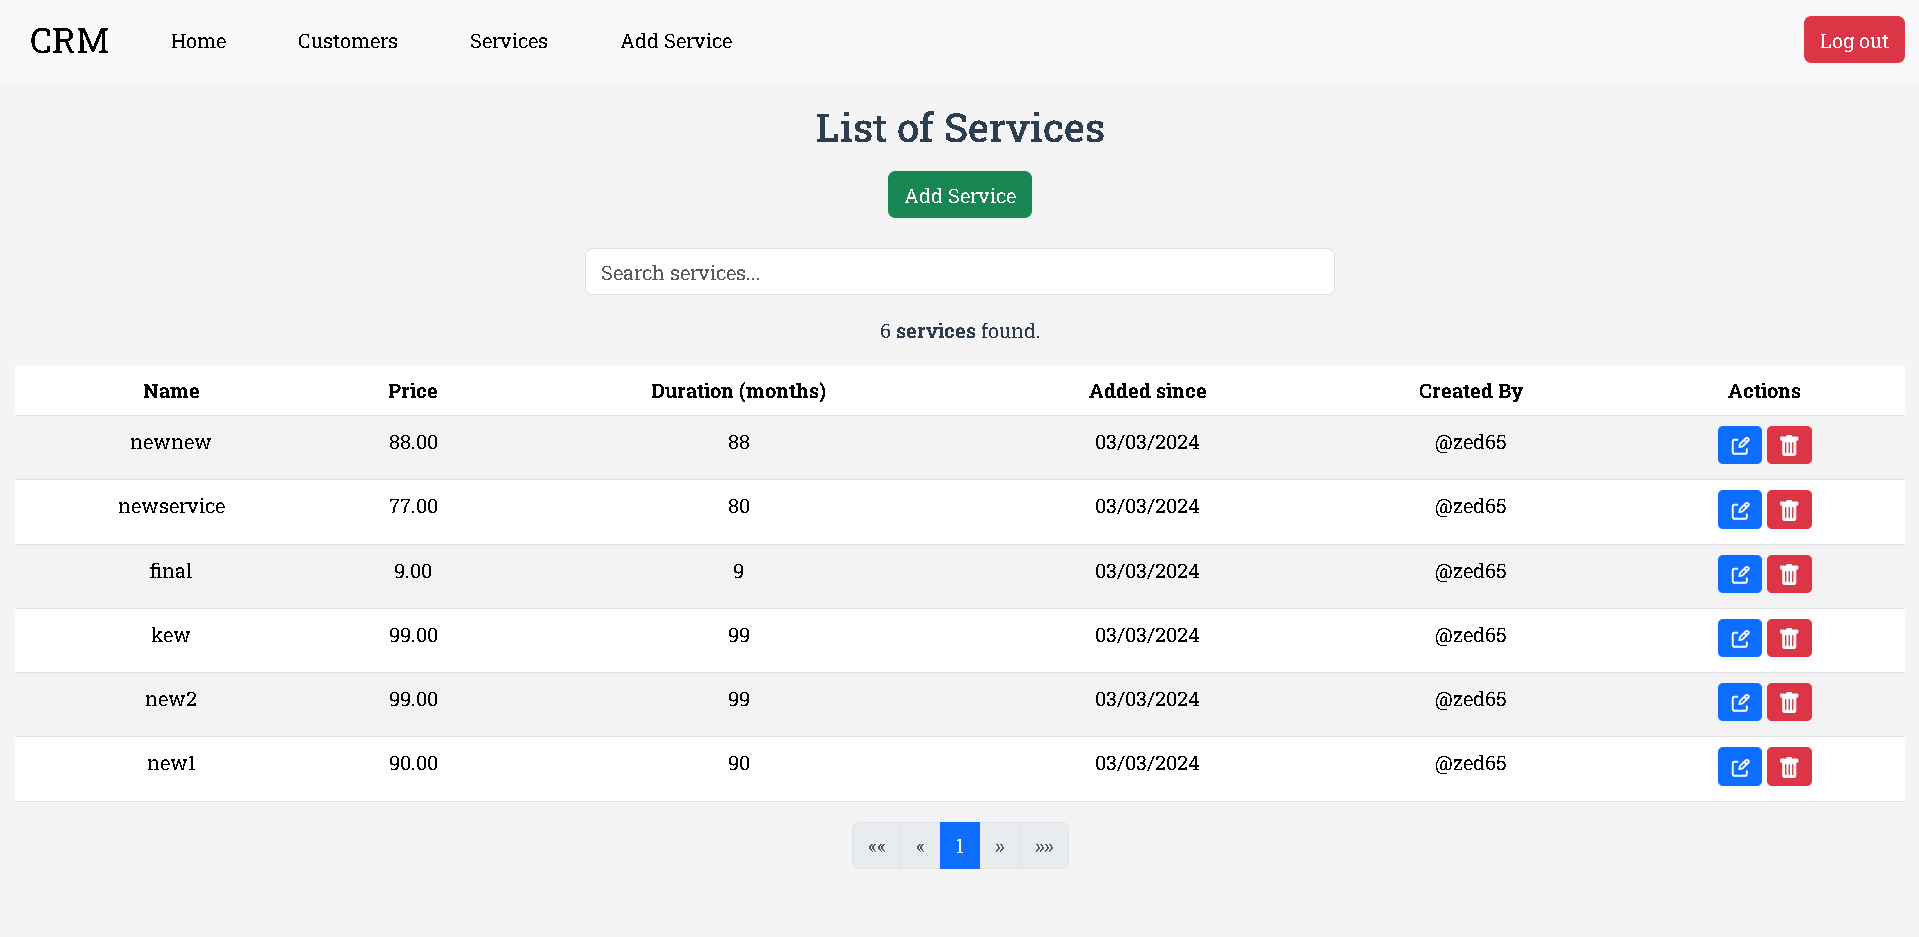 CRM Home Customers Services Add Service Log out
List of Services
Add Service
Search services...
6 services found.
Name Price Duration (months) Added since Created By Actions
newnew 88.00 88 03/03/2024 @zed65
newservice 77.00 80 03/03/2024 @zed65
final 9.00 9 03/03/2024 @zed65
kew 99.00 99 03/03/2024 @zed65
new2 99.00 99 03/03/2024 @zed65
new1 90.00 90 03/03/2024 @zed65
«« « 1 » »»